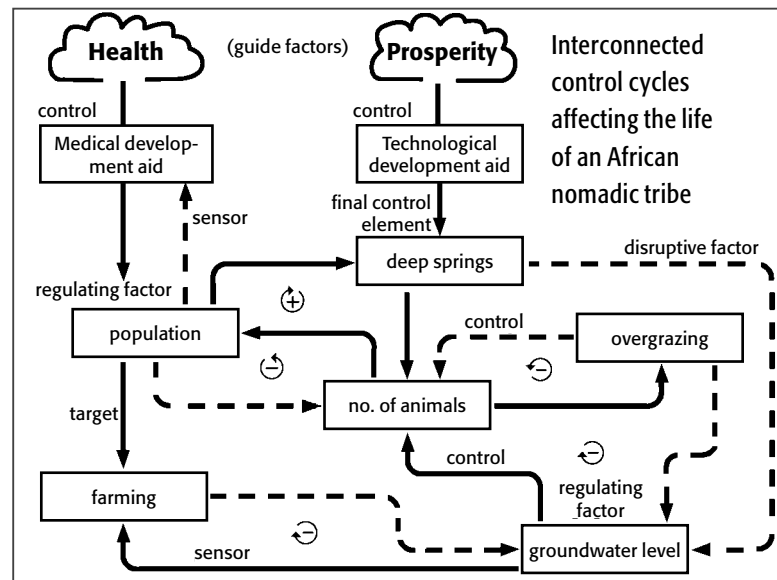 Health
(guide factors)
Prosperity
Interconnected
control cycles
affecting the life
of an African
nomadic tribe
control
control
Medical develop-
ment aid
Technological
development aid
sensor
final control
element
disruptive factor
deep springs
regulating factor
+
population
control
overgrazing
−
−
no. of animals
target
control
−
regulating
factor
farming
−
sensor
groundwater level